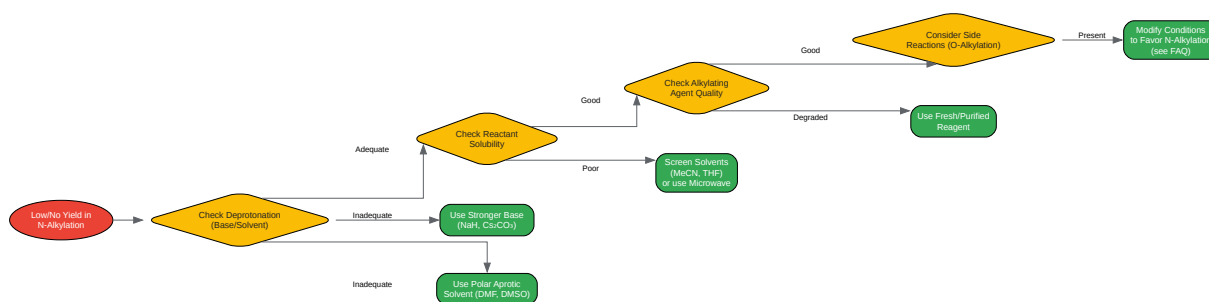 Consider Side
Reactions (O-Alkylation)
Present
Modify Conditions
to Favor N-Alkylation
(see FAQ)
Good
Check Alkylating
Agent Quality
Good
Degraded
Use Fresh/Purified
Reagent
Check Reactant
Solubility
Adequate
Poor
Screen Solvents
(MeCN, THF)
or use Microwave
Low/No Yield in
N-Alkylation
Check Deprotonation
(Base/Solvent)
Inadequate
Use Stronger Base
(NaH, Cs₂CO₃)
Inadequate
Use Polar Aprotic
Solvent (DMF, DMSO)